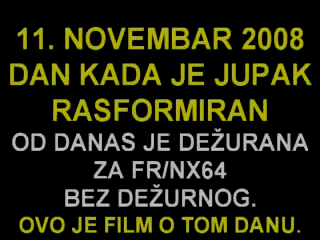 11. NOVEMBAR 2008
DAN KADA JE JUPAK
RASFORMIRAN
OD DANAS JE DEŽURANA
ZA FR/NX64
BEZ DEŽURNOG.
OVO JE FILM O TOM DANU.